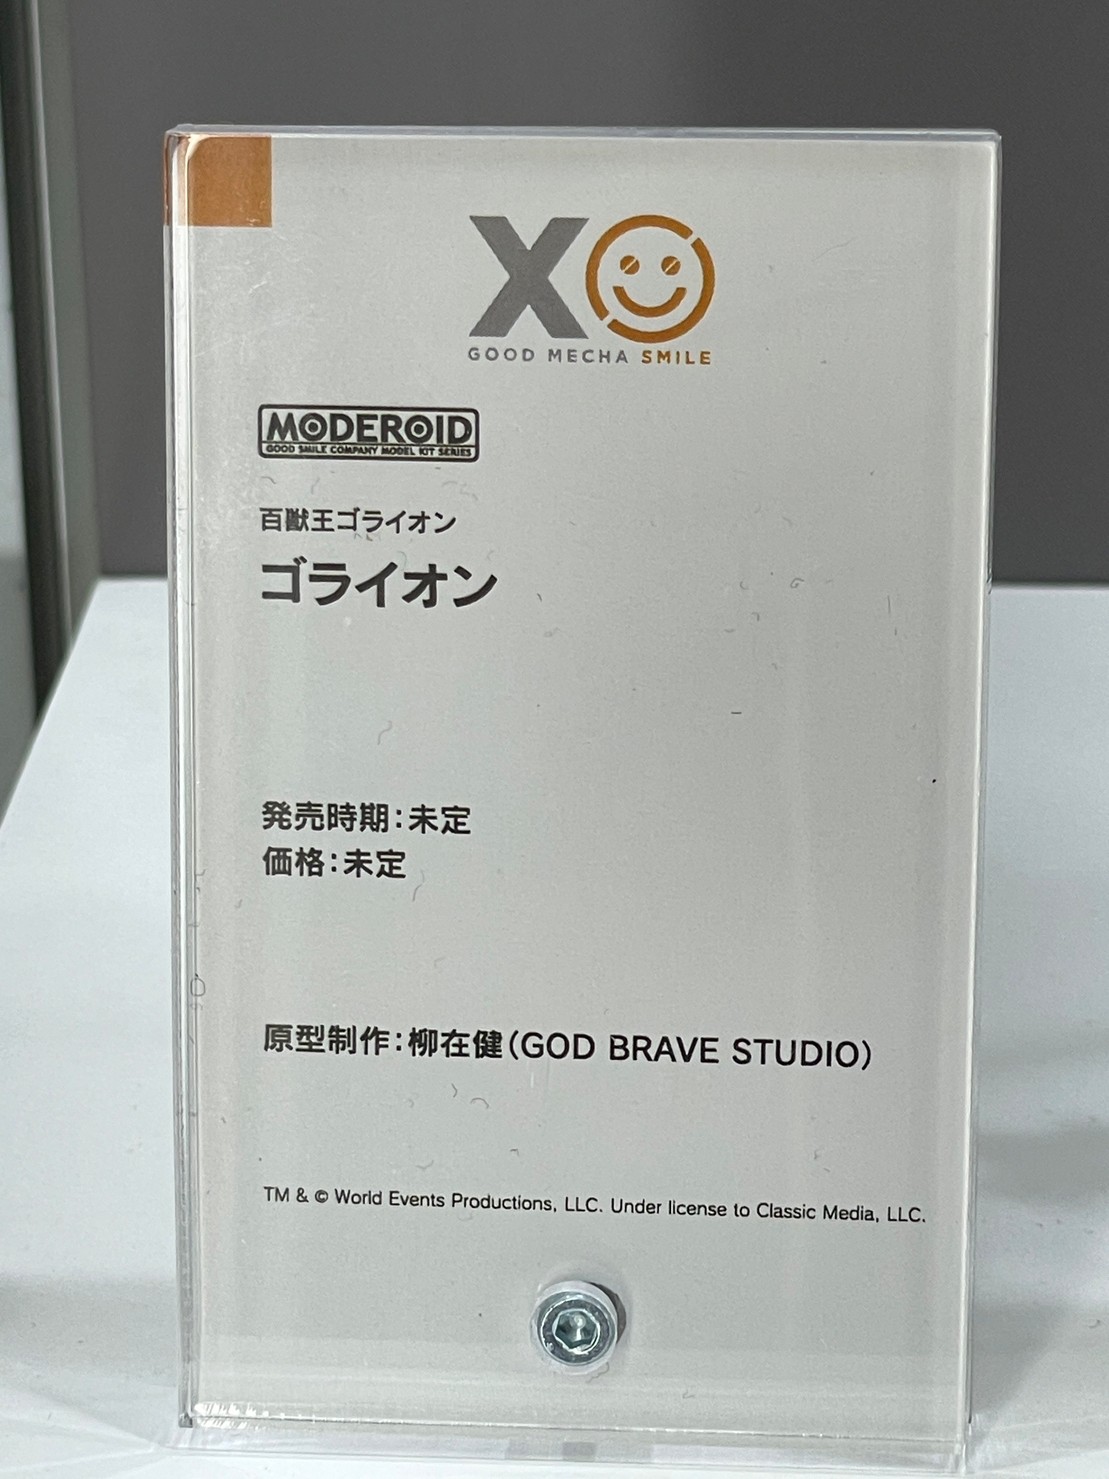 XO
GOOD MECHA SMILE
MODEROID
GOOD SMILE COMPANY MODEL KIT SERIES
百獣王ゴライオン
ゴライオン
発売時期:未定
価格:未定
原型制作:柳在健(GOD BRAVE STUDIO)
TM & © World Events Productions, LLC. Under license to Classic Media, LLC.